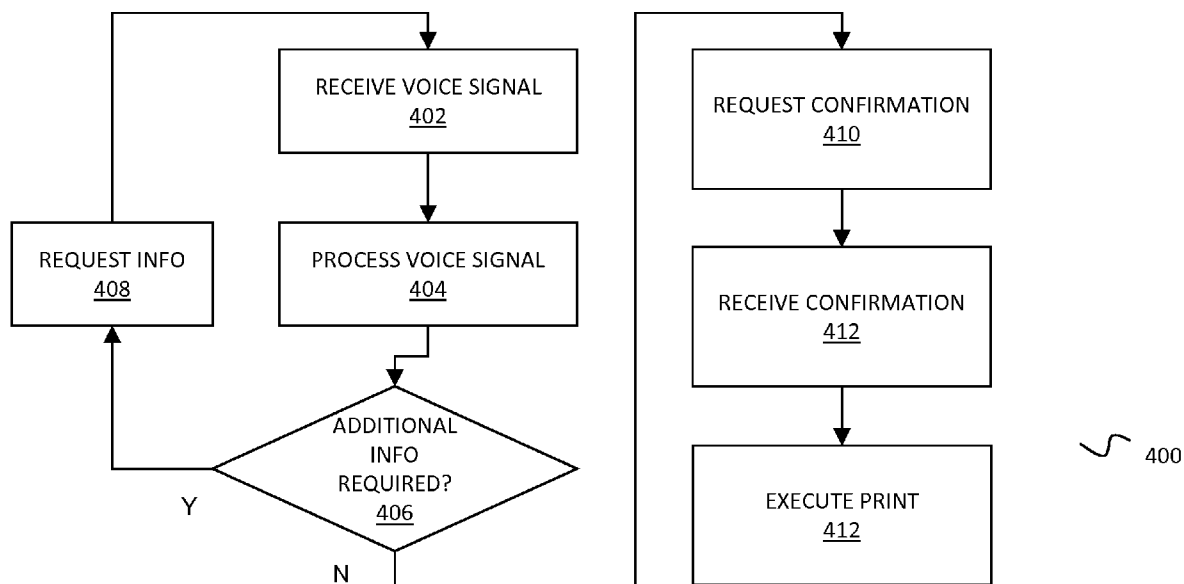 RECEIVE VOICE SIGNAL
402
PROCESS VOICE SIGNAL
404
REQUEST INFO
408
ADDITIONAL
INFO
REQUIRED?
406
Y
N
REQUEST CONFIRMATION
410
RECEIVE CONFIRMATION
412
EXECUTE PRINT
412
400